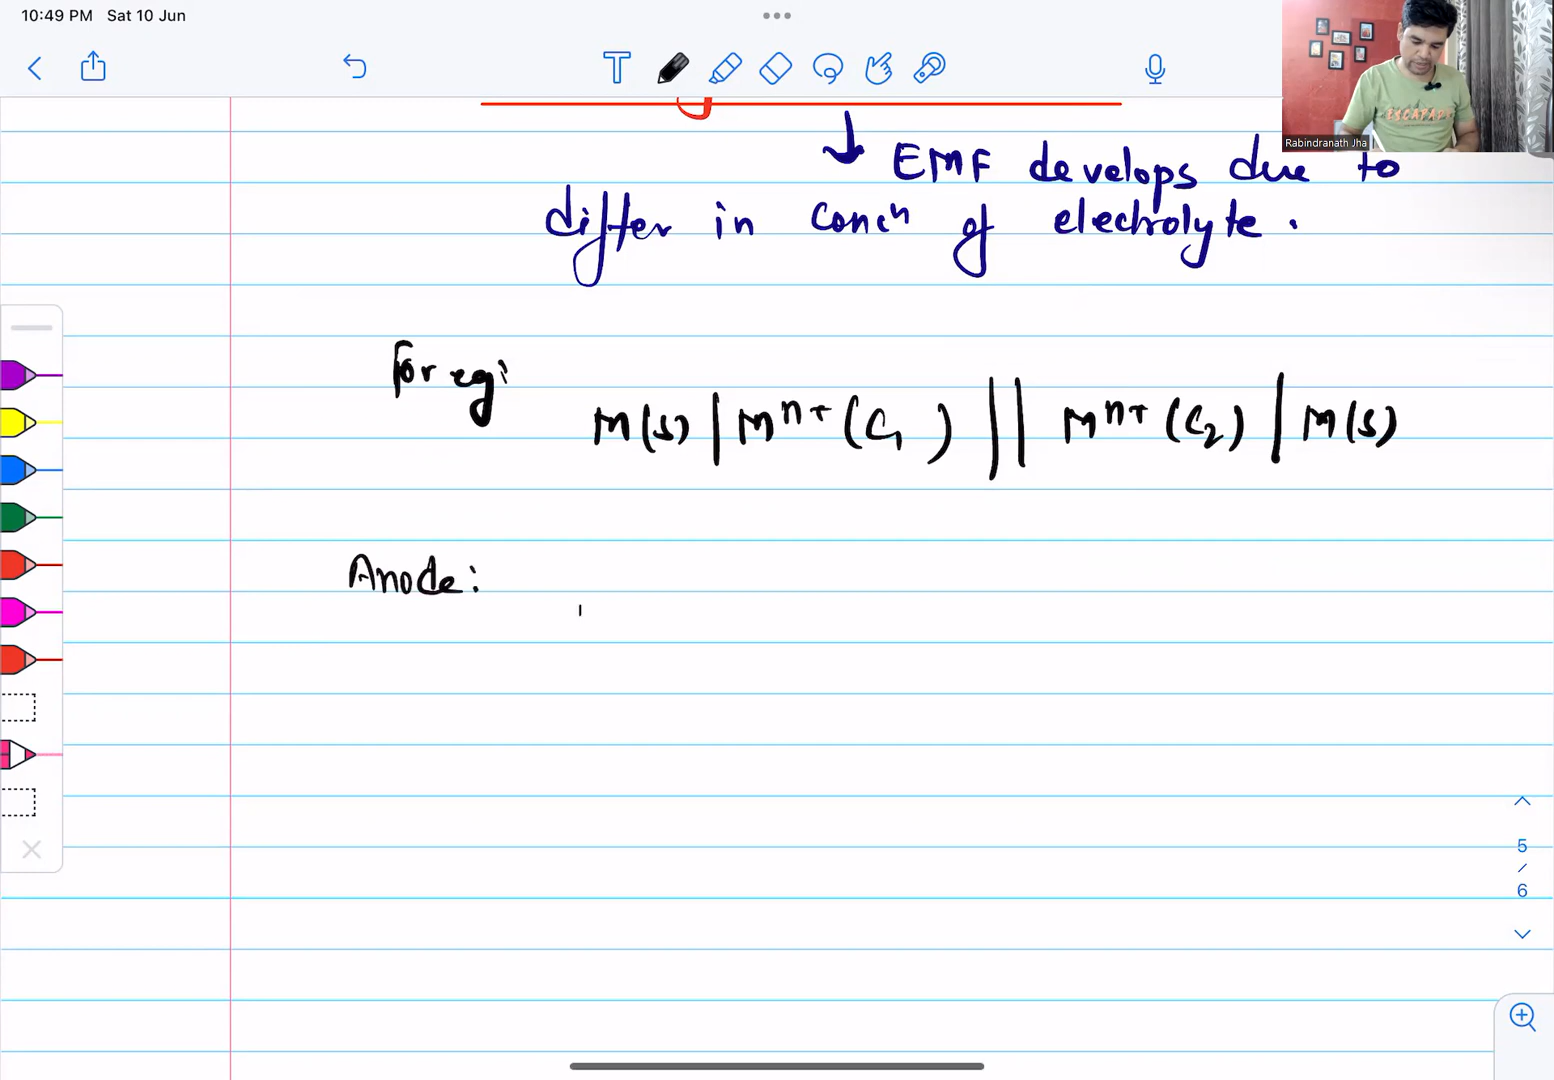 10:49 PM Sat 10 Jun
Rabindranath Jha
EMF develops due to
differ in concⁿ of electrolyte.
For eg:
M(s) | Mⁿ⁺ (C₁) || Mⁿ⁺ (C₂) | M(s)
Anode:
5
/
6